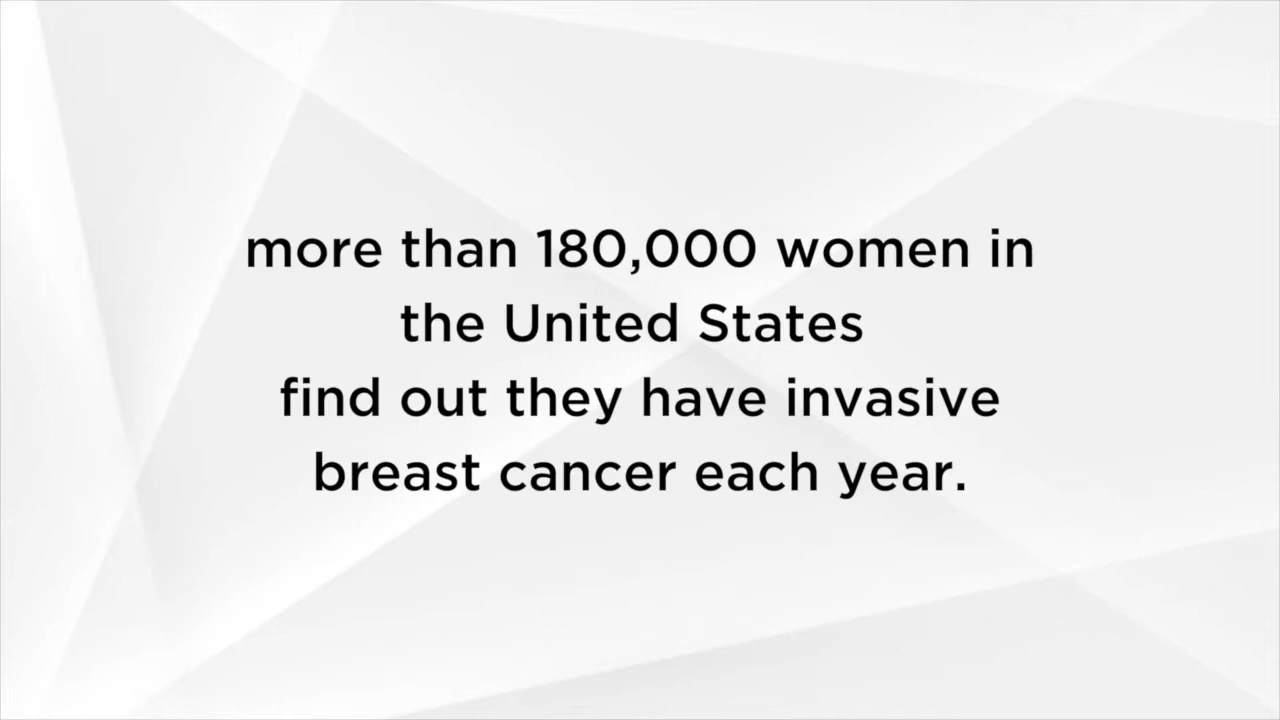 more than 180,000 women in
the United States
find out they have invasive
breast cancer each year.